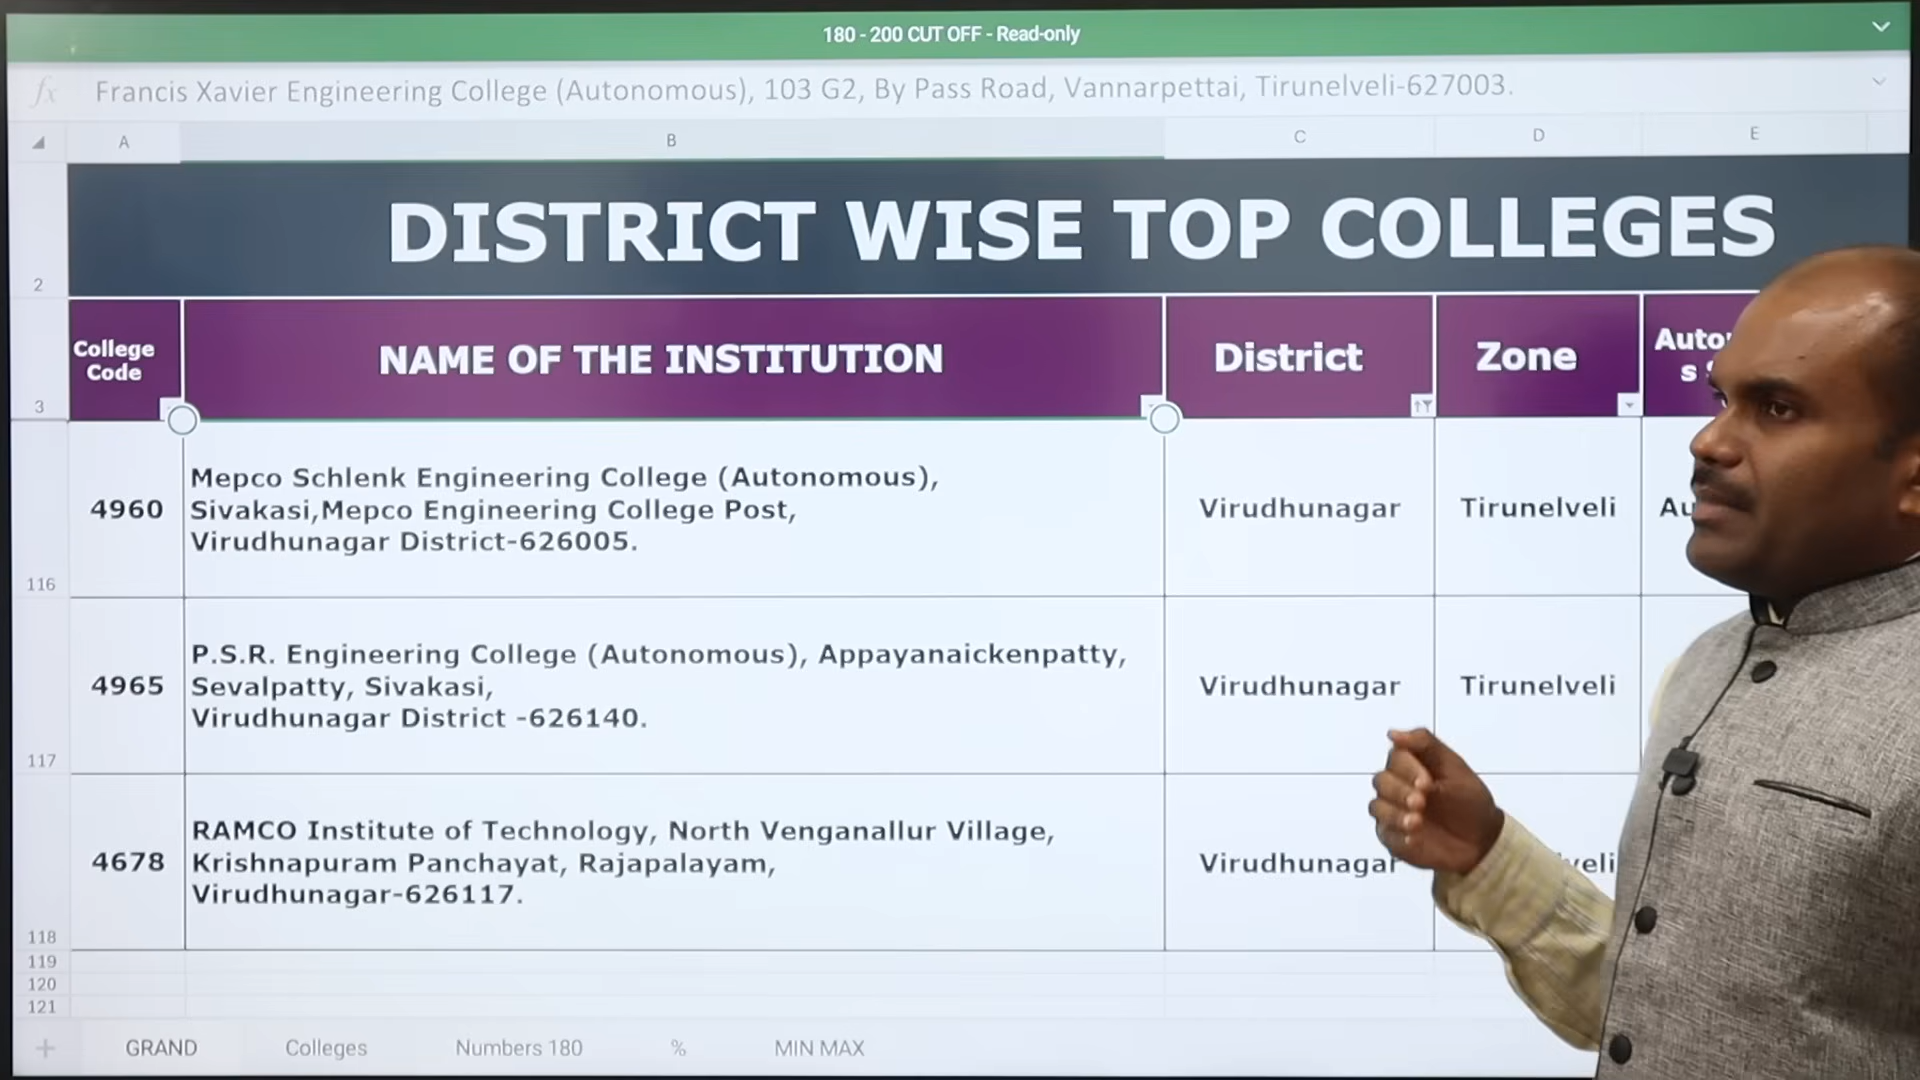 180 - 200 CUT OFF - Read-only
fx Francis Xavier Engineering College (Autonomous), 103 G2, By Pass Road, Vannarpettai, Tirunelveli-627003.
A B C D E
2 DISTRICT WISE TOP COLLEGES
College
Code
NAME OF THE INSTITUTION
District
Zone
3
4960
Mepco Schlenk Engineering College (Autonomous),
Sivakasi,Mepco Engineering College Post,
Virudhunagar District-626005.
Virudhunagar
Tirunelveli
116
4965
P.S.R. Engineering College (Autonomous), Appayanaickenpatty,
Sevalpatty, Sivakasi,
Virudhunagar District -626140.
Virudhunagar
Tirunelveli
117
4678
RAMCO Institute of Technology, North Venganallur Village,
Krishnapuram Panchayat, Rajapalayam,
Virudhunagar-626117.
Virudhunagar
118
119
120
121
+ GRAND Colleges Numbers 180 % MIN MAX